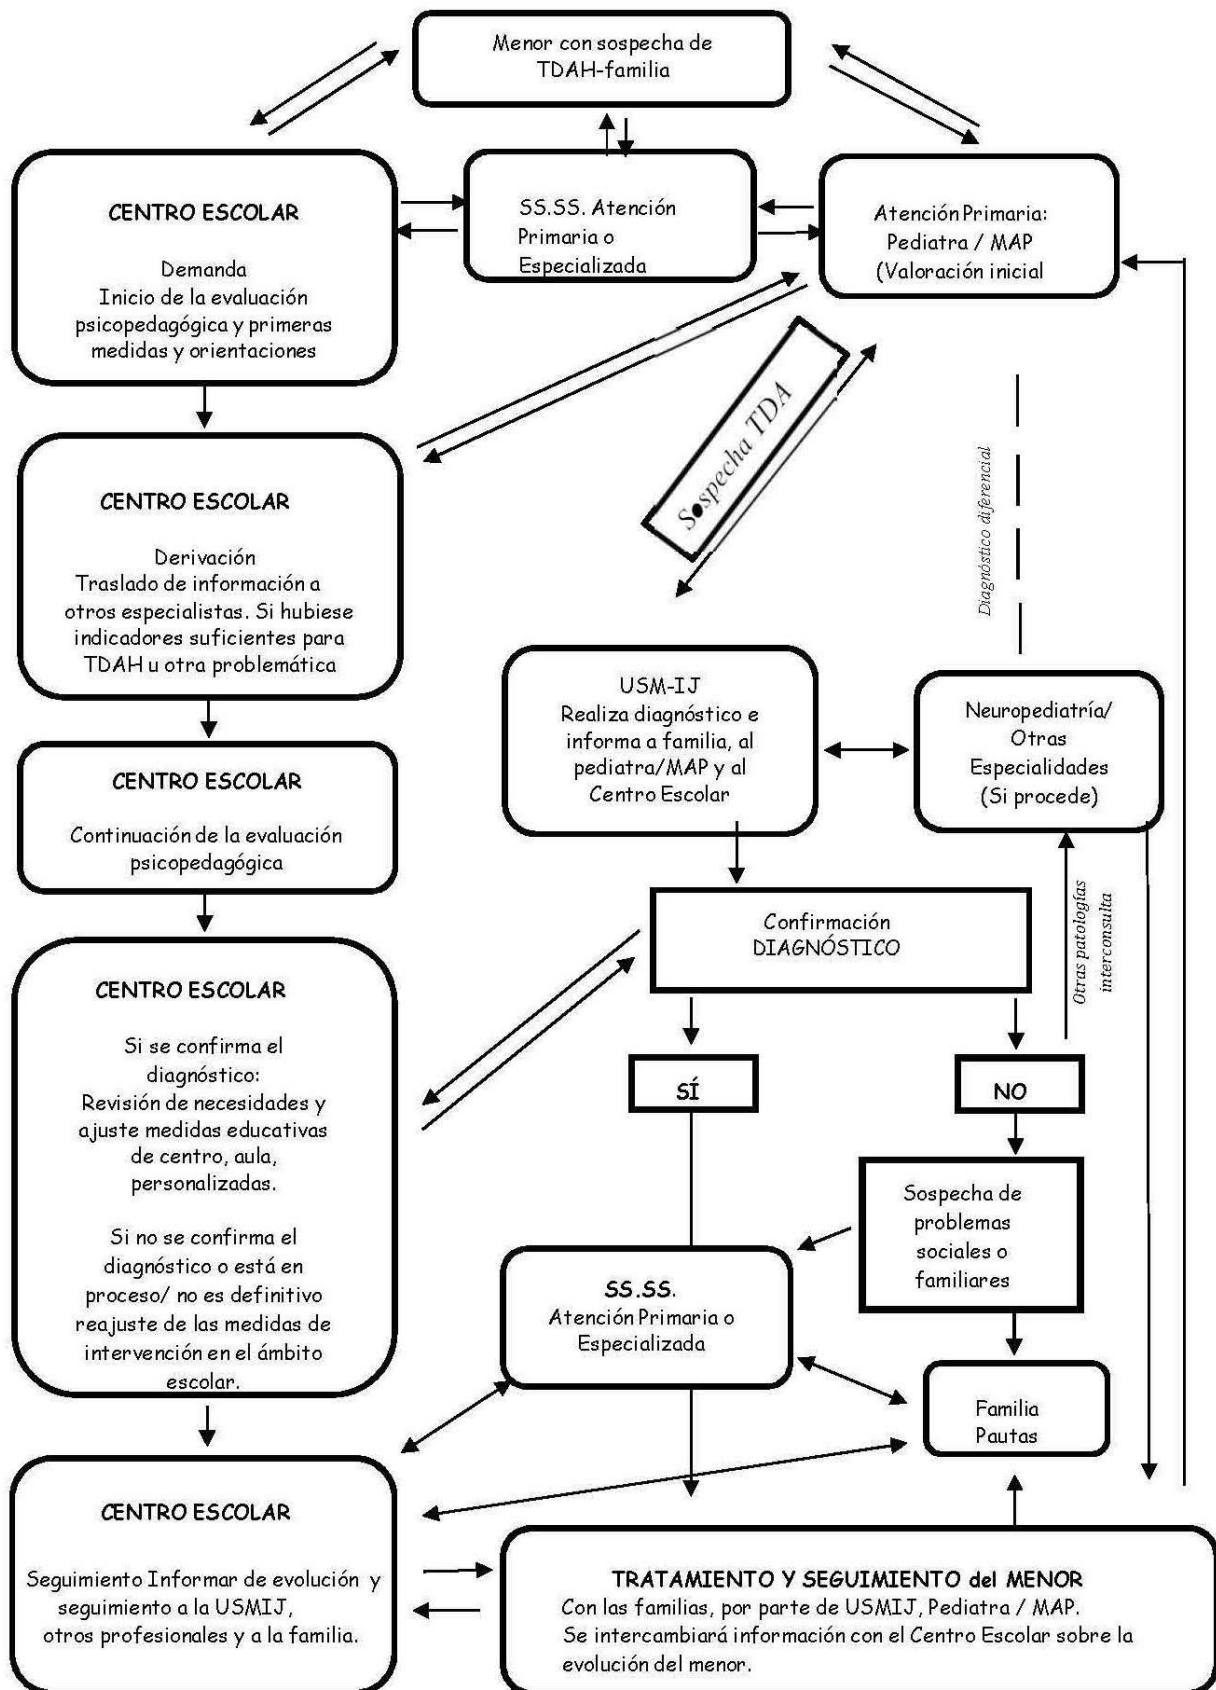 Menor con sospecha de
TDAH-familia
CENTRO ESCOLAR
Demanda
Inicio de la evaluación
psicopedagógica y primeras
medidas y orientaciones
SS.SS. Atención
Primaria o
Especializada
Atención Primaria:
Pediatra / MAP
(Valoración inicial
Sospecha TDA
Diagnóstico diferencial
CENTRO ESCOLAR
Derivación
Traslado de información a
otros especialistas. Si hubiese
indicadores suficientes para
TDAH u otra problemática
USM-IJ
Realiza diagnóstico e
informa a familia, al
pediatra/MAP y al
Centro Escolar
Neuropediatría/
Otras
Especialidades
(Si procede)
CENTRO ESCOLAR
Continuación de la evaluación
psicopedagógica
Confirmación
DIAGNÓSTICO
Otras patologías
interconsulta
CENTRO ESCOLAR
Si se confirma el
diagnóstico:
Revisión de necesidades y
ajuste medidas educativas
de centro, aula,
personalizadas.
Si no se confirma el
diagnóstico o está en
proceso/ no es definitivo
reajuste de las medidas de
intervención en el ámbito
escolar.
SÍ
NO
Sospecha de
problemas
sociales o
familiares
SS.SS.
Atención Primaria o
Especializada
Familia
Pautas
CENTRO ESCOLAR
Seguimiento Informar de evolución y
seguimiento a la USMIJ,
otros profesionales y a la familia.
TRATAMIENTO Y SEGUIMIENTO del MENOR
Con las familias, por parte de USMIJ, Pediatra / MAP.
Se intercambiará información con el Centro Escolar sobre la
evolución del menor.